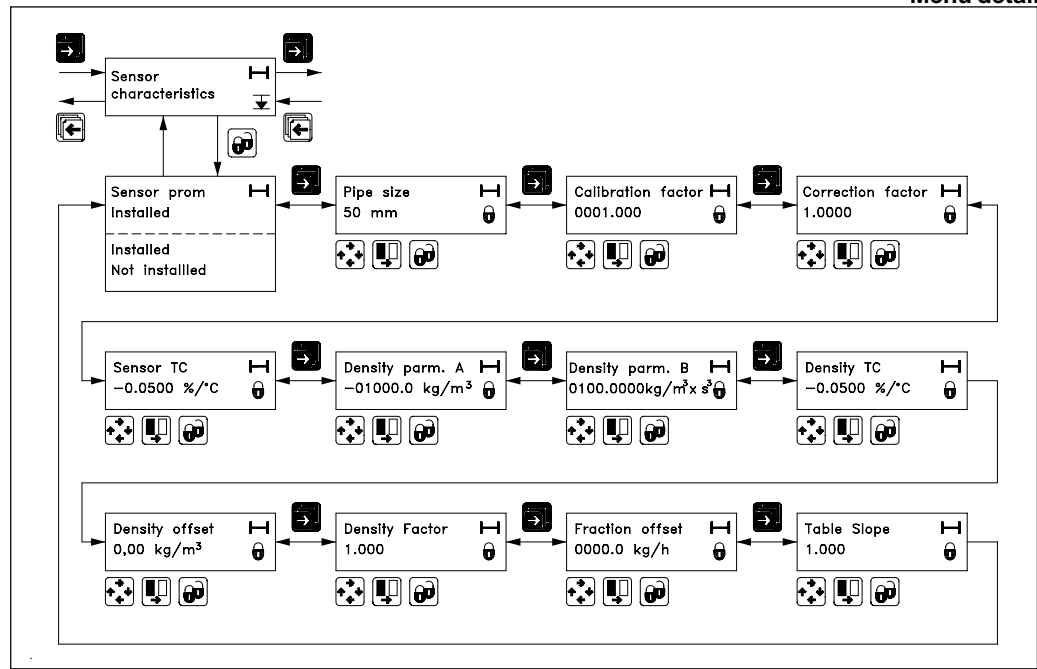 Menu detail
Sensor
characteristics
Sensor prom
Installed
Installed
Not installled
Pipe size
50 mm
Calibration factor
0001.000
Correction factor
1.0000
Sensor TC
−0.0500 %/°C
Density parm. A
−01000.0 kg/m³
Density parm. B
0100.0000kg/m³x s³
Density TC
−0.0500 %/°C
Density offset
0,00 kg/m³
Density Factor
1.000
Fraction offset
0000.0 kg/h
Table Slope
1.000